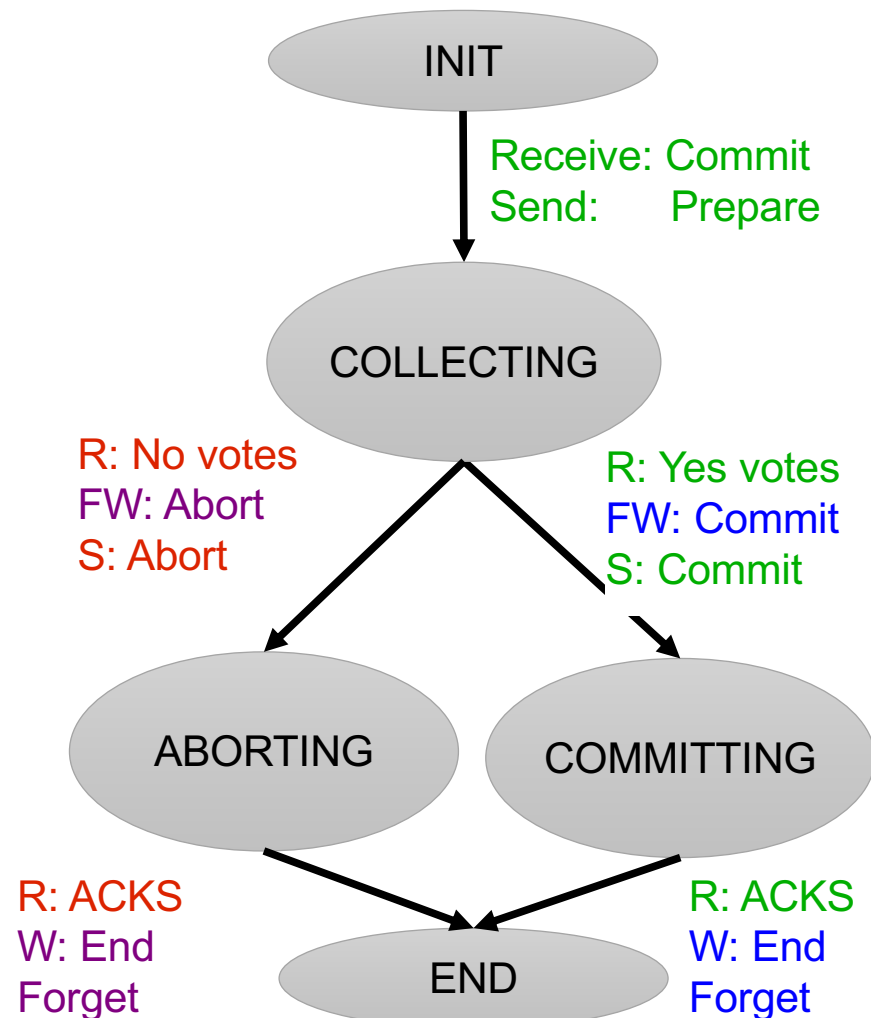 INIT
Receive: Commit
Send: Prepare
COLLECTING
R: No votes
FW: Abort
S: Abort
R: Yes votes
FW: Commit
S: Commit
ABORTING
COMMITTING
R: ACKS
W: End
Forget
END
R: ACKS
W: End
Forget